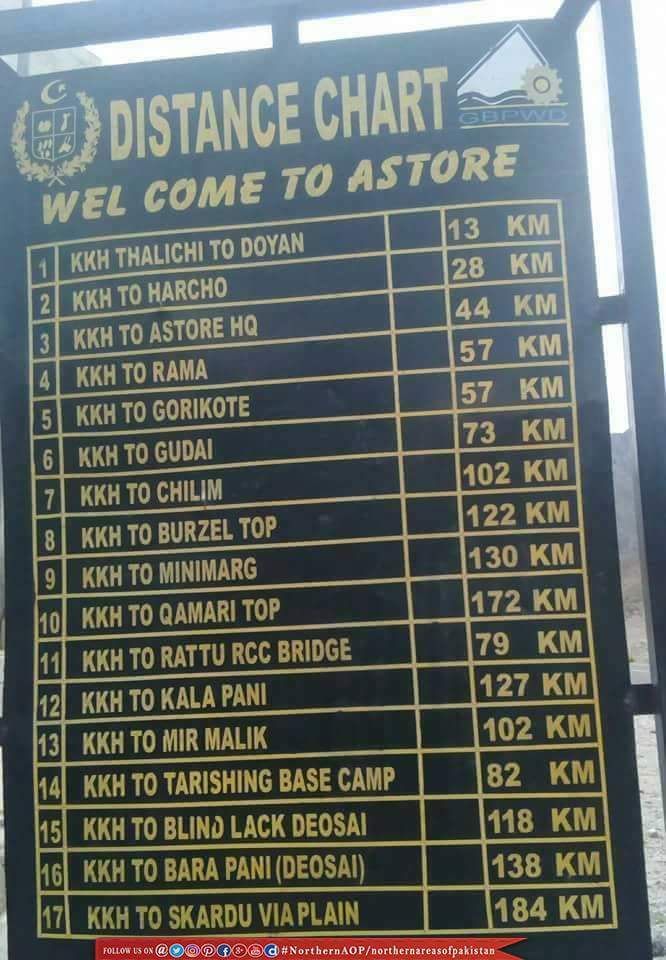 DISTANCE CHART
GBPWD
WEL COME TO ASTORE
1 KKH THALICHI TO DOYAN 13 KM
2 KKH TO HARCHO 28 KM
3 KKH TO ASTORE HQ 44 KM
4 KKH TO RAMA 57 KM
5 KKH TO GORIKOTE 57 KM
6 KKH TO GUDAI 73 KM
7 KKH TO CHILIM 102 KM
8 KKH TO BURZEL TOP 122 KM
9 KKH TO MINIMARG 130 KM
10 KKH TO QAMARI TOP 172 KM
11 KKH TO RATTU RCC BRIDGE 79 KM
12 KKH TO KALA PANI 127 KM
13 KKH TO MIR MALIK 102 KM
14 KKH TO TARISHING BASE CAMP 82 KM
15 KKH TO BLIND LACK DEOSAI 118 KM
16 KKH TO BARA PANI (DEOSAI) 138 KM
17 KKH TO SKARDU VIA PLAIN 184 KM
FOLLOW US ON #NorthernAOP/northernareasofpakistan